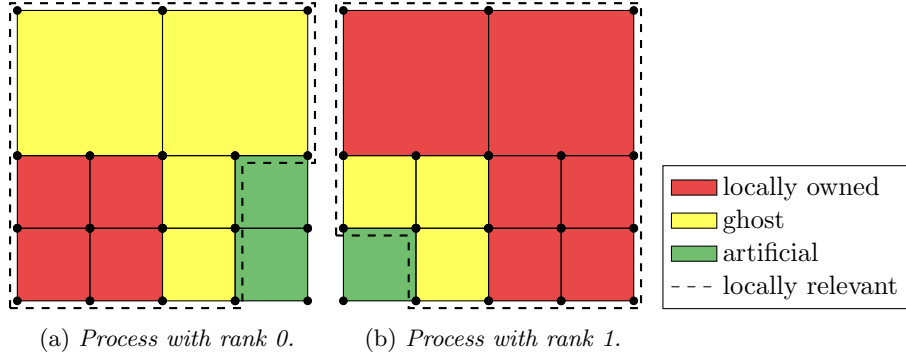 locally owned
ghost
artificial
locally relevant
(a) Process with rank 0.
(b) Process with rank 1.